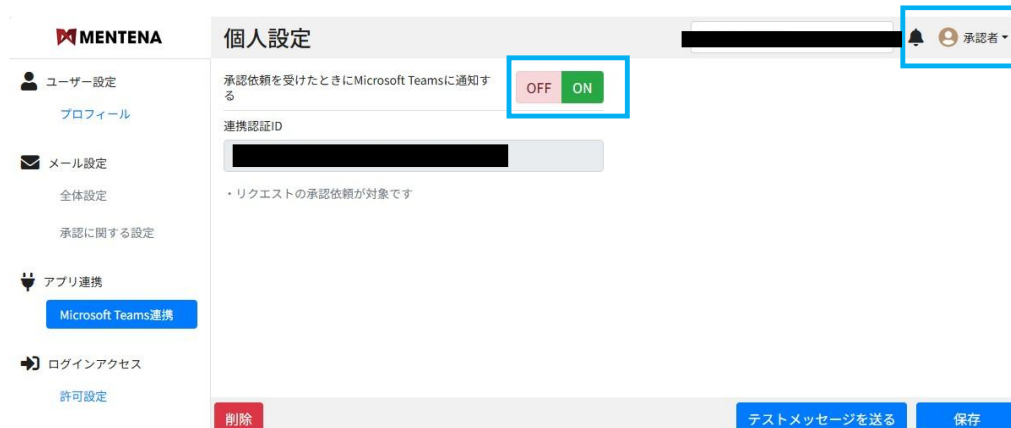 MENTENA
個人設定
承認者
ユーザー設定
プロフィール
メール設定
全体設定
承認に関する設定
アプリ連携
Microsoft Teams連携
ログインアクセス
許可設定
承認依頼を受けたときにMicrosoft Teamsに通知す
る
OFF ON
連携認証ID
・リクエストの承認依頼が対象です
削除
テストメッセージを送る
保存